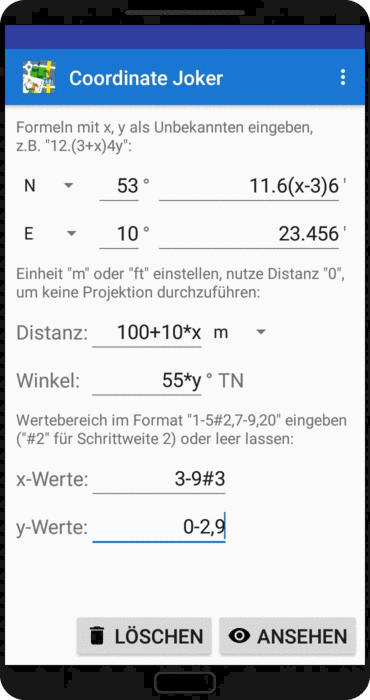 Coordinate Joker
Formeln mit x, y als Unbekannten eingeben,
z.B. "12.(3+x)4y":
N 53 ° 11.6(x-3)6 '
E 10 ° 23.456 '
Einheit "m" oder "ft" einstellen, nutze Distanz "0",
um keine Projektion durchzuführen:
Distanz: 100+10*x m
Winkel: 55*y ° TN
Wertebereich im Format "1-5#2,7-9,20" eingeben
("#2" für Schrittweite 2) oder leer lassen:
x-Werte: 3-9#3
y-Werte: 0-2,9
LÖSCHEN ANSEHEN